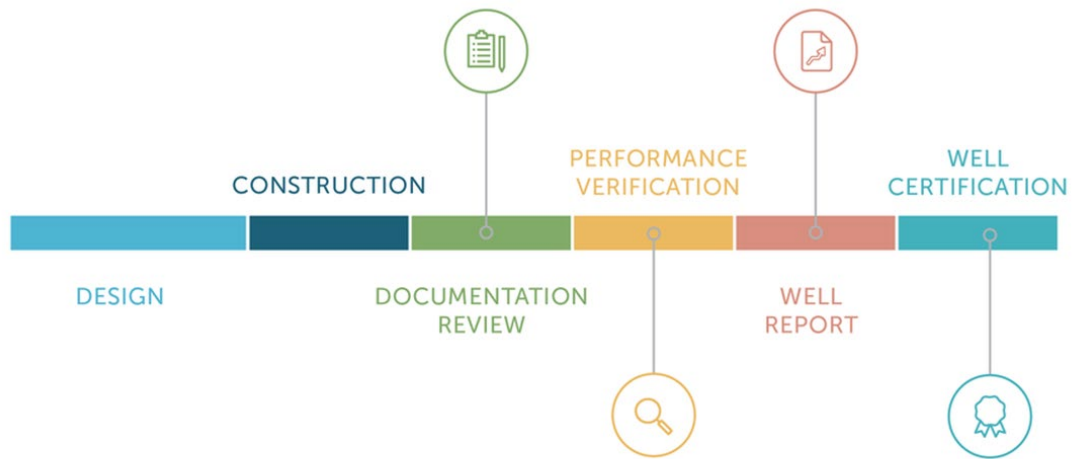 DESIGN
CONSTRUCTION
DOCUMENTATION
REVIEW
PERFORMANCE
VERIFICATION
WELL
REPORT
WELL
CERTIFICATION